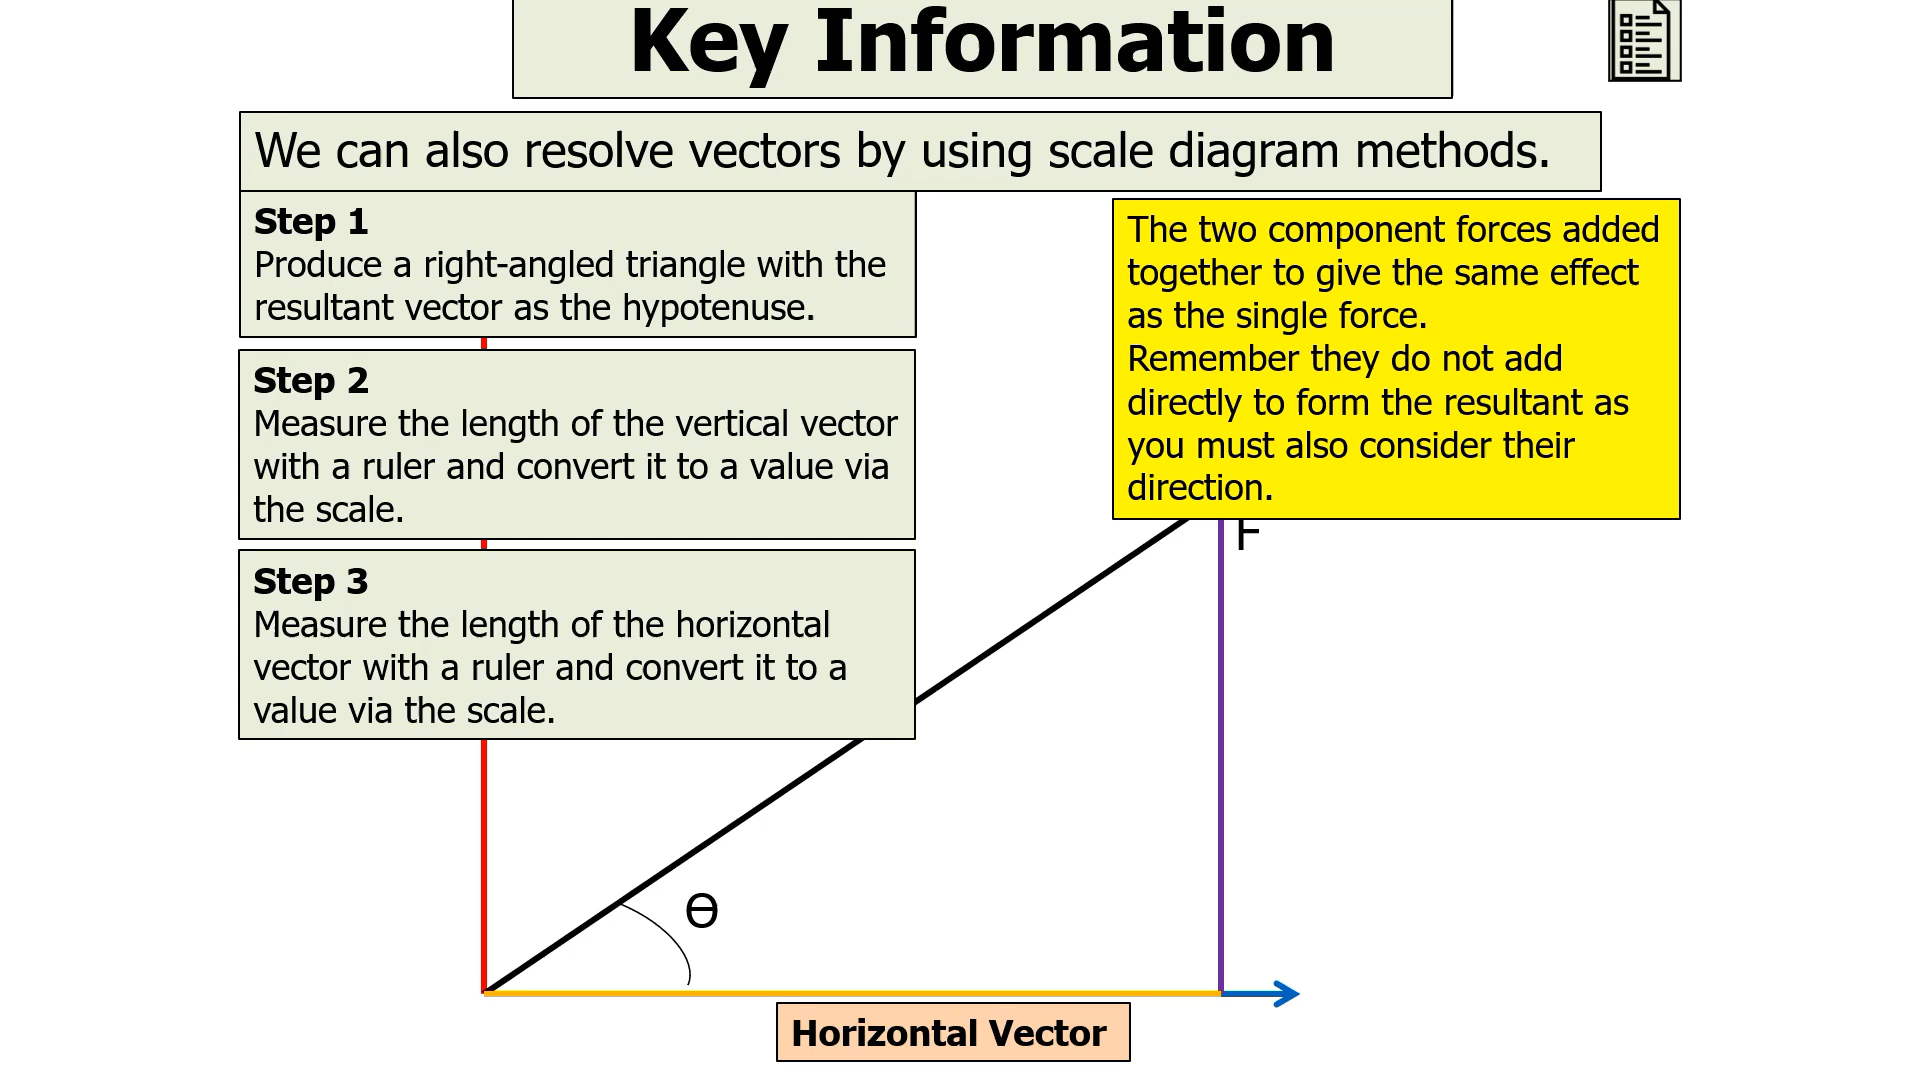 Key Information
We can also resolve vectors by using scale diagram methods.
Step 1
Produce a right-angled triangle with the
resultant vector as the hypotenuse.
Step 2
Measure the length of the vertical vector
with a ruler and convert it to a value via
the scale.
Step 3
Measure the length of the horizontal
vector with a ruler and convert it to a
value via the scale.
The two component forces added
together to give the same effect
as the single force.
Remember they do not add
directly to form the resultant as
you must also consider their
direction.
F
Ө
Horizontal Vector